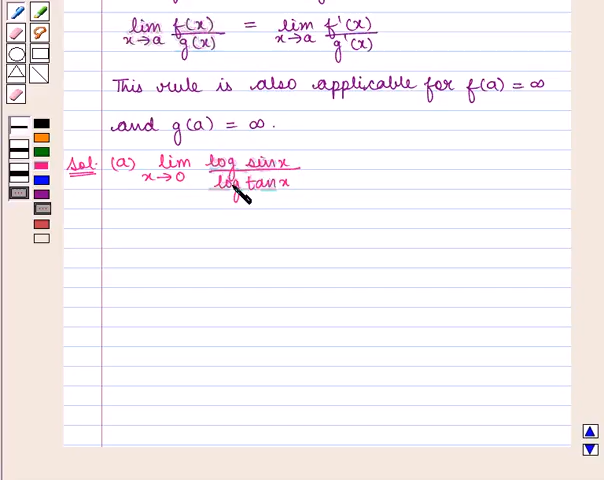 lim f(x)/g(x) = lim f'(x)/g'(x)
x→a x→a
This rule is also applicable for f(a) = ∞
and g(a) = ∞.
Sol. (a) lim log sinx / log tanx
x→0